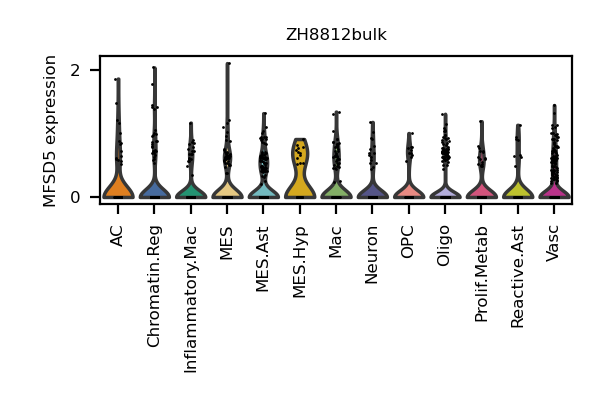 ZH8812bulk
MFSD5 expression
2
0
AC
Chromatin.Reg
Inflammatory.Mac
MES
MES.Ast
MES.Hyp
Mac
Neuron
OPC
Oligo
Prolif.Metab
Reactive.Ast
Vasc